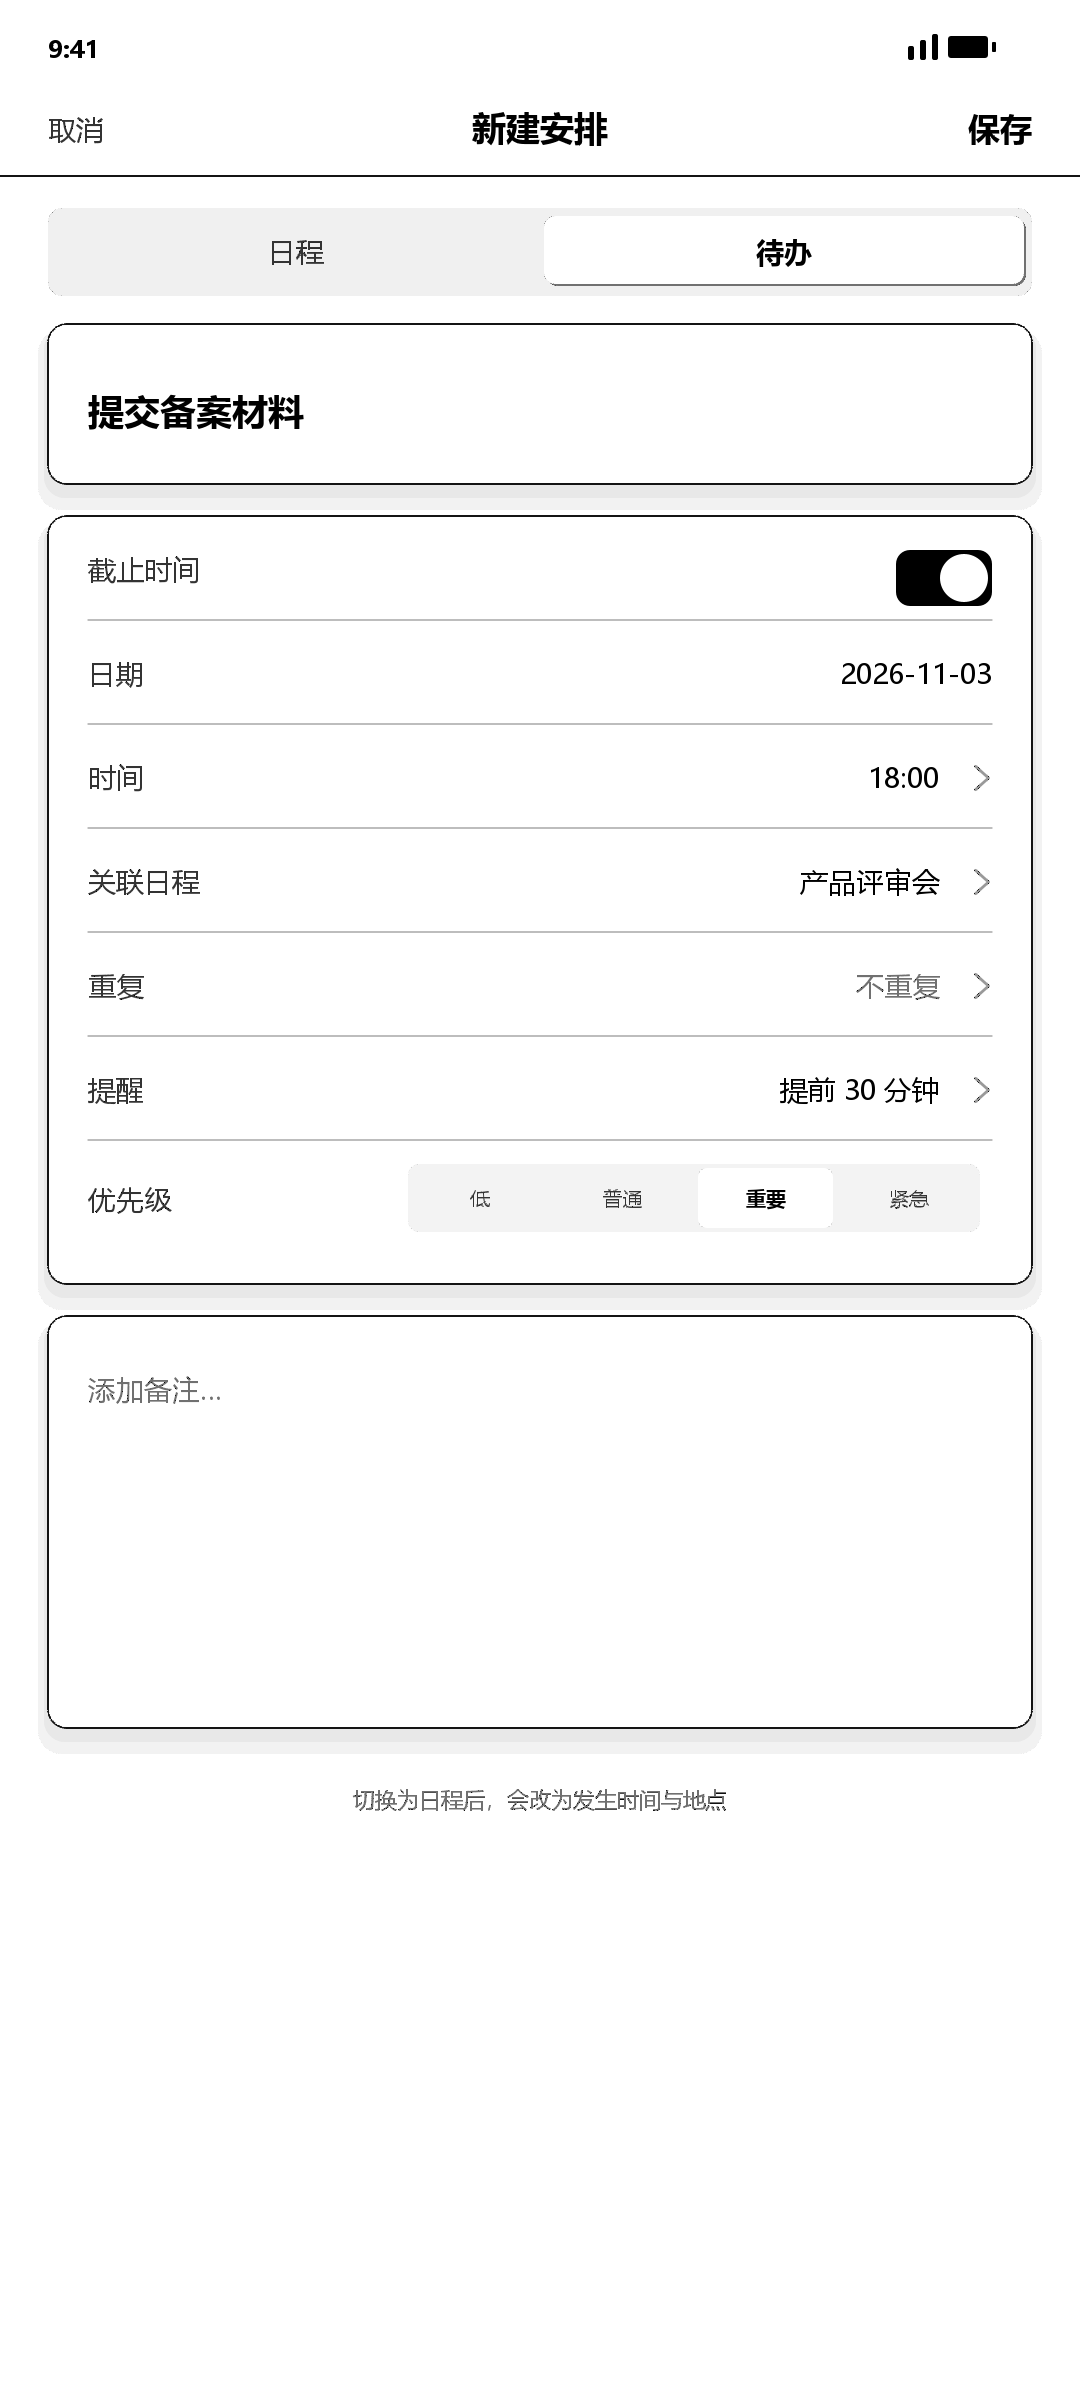 9:41
取消 新建安排 保存
日程 待办
提交备案材料
截止时间
日期 2026-11-03
时间 18:00
关联日程 产品评审会
重复 不重复
提醒 提前 30 分钟
优先级 低 普通 重要 紧急
添加备注...
切换为日程后，会改为发生时间与地点